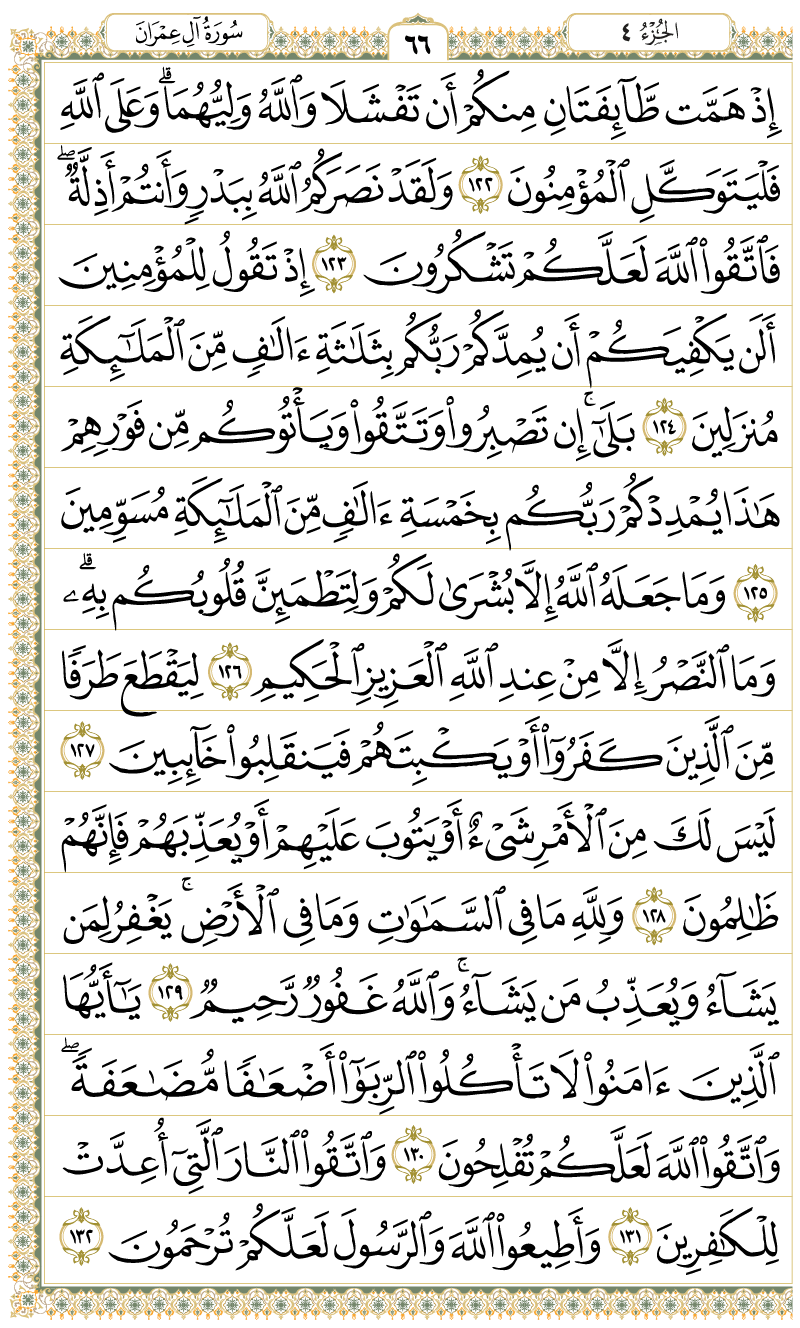 الجُزْءُ ٤
٦٦
سُورَةُ آلِ عِمْرَانَ
إِذْ هَمَّت طَّآئِفَتَانِ مِنكُمْ أَن تَفْشَلَا وَٱللَّهُ وَلِيُّهُمَاۗ وَعَلَى ٱللَّهِ
فَلْيَتَوَكَّلِ ٱلْمُؤْمِنُونَ ١٢٢ وَلَقَدْ نَصَرَكُمُ ٱللَّهُ بِبَدْرٍ وَأَنتُمْ أَذِلَّةٌۖ
فَٱتَّقُوا۟ ٱللَّهَ لَعَلَّكُمْ تَشْكُرُونَ ١٢٣ إِذْ تَقُولُ لِلْمُؤْمِنِينَ
أَلَن يَكْفِيَكُمْ أَن يُمِدَّكُمْ رَبُّكُم بِثَلَٰثَةِ ءَالَٰفٍ مِّنَ ٱلْمَلَٰٓئِكَةِ
مُنزَلِينَ ١٢٤ بَلَىٰٓۚ إِن تَصْبِرُوا۟ وَتَتَّقُوا۟ وَيَأْتُوكُم مِّن فَوْرِهِمْ
هَٰذَا يُمْدِدْكُمْ رَبُّكُم بِخَمْسَةِ ءَالَٰفٍ مِّنَ ٱلْمَلَٰٓئِكَةِ مُسَوِّمِينَ
١٢٥ وَمَا جَعَلَهُ ٱللَّهُ إِلَّا بُشْرَىٰ لَكُمْ وَلِتَطْمَئِنَّ قُلُوبُكُم بِهِۦۗ
وَمَا ٱلنَّصْرُ إِلَّا مِنْ عِندِ ٱللَّهِ ٱلْعَزِيزِ ٱلْحَكِيمِ ١٢٦ لِيَقْطَعَ طَرَفًا
مِّنَ ٱلَّذِينَ كَفَرُوٓا۟ أَوْ يَكْبِتَهُمْ فَيَنقَلِبُوا۟ خَآئِبِينَ ١٢٧
لَيْسَ لَكَ مِنَ ٱلْأَمْرِ شَىْءٌ أَوْ يَتُوبَ عَلَيْهِمْ أَوْ يُعَذِّبَهُمْ فَإِنَّهُمْ
ظَٰلِمُونَ ١٢٨ وَلِلَّهِ مَا فِى ٱلسَّمَٰوَٰتِ وَمَا فِى ٱلْأَرْضِۚ يَغْفِرُ لِمَن
يَشَآءُ وَيُعَذِّبُ مَن يَشَآءُۚ وَٱللَّهُ غَفُورٌ رَّحِيمٌ ١٢٩ يَٰٓأَيُّهَا
ٱلَّذِينَ ءَامَنُوا۟ لَا تَأْكُلُوا۟ ٱلرِّبَوٰٓا۟ أَضْعَٰفًا مُّضَٰعَفَةًۖ
وَٱتَّقُوا۟ ٱللَّهَ لَعَلَّكُمْ تُفْلِحُونَ ١٣٠ وَٱتَّقُوا۟ ٱلنَّارَ ٱلَّتِىٓ أُعِدَّتْ
لِلْكَٰفِرِينَ ١٣١ وَأَطِيعُوا۟ ٱللَّهَ وَٱلرَّسُولَ لَعَلَّكُمْ تُرْحَمُونَ ١٣٢